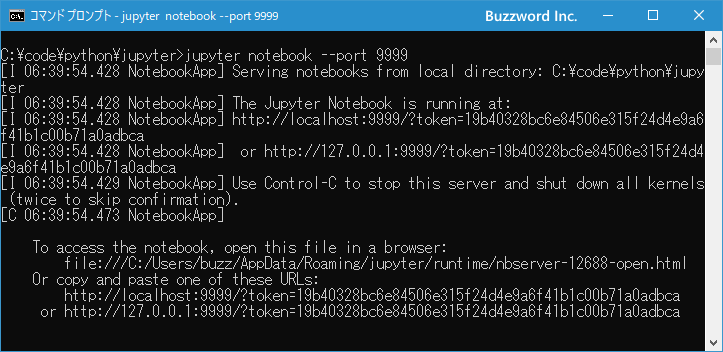 コマンド プロンプト - jupyter  notebook --port 9999
Buzzword Inc.
C:¥code¥python¥jupyter>jupyter notebook --port 9999
[I 06:39:54.428 NotebookApp] Serving notebooks from local directory: C:¥code¥python¥jupy
ter
[I 06:39:54.428 NotebookApp] The Jupyter Notebook is running at:
[I 06:39:54.428 NotebookApp] http://localhost:9999/?token=19b40328bc6e84506e315f24d4e9a6
f41b1c00b71a0adbca
[I 06:39:54.428 NotebookApp]  or http://127.0.0.1:9999/?token=19b40328bc6e84506e315f24d4
e9a6f41b1c00b71a0adbca
[I 06:39:54.429 NotebookApp] Use Control-C to stop this server and shut down all kernels
 (twice to skip confirmation).
[C 06:39:54.473 NotebookApp]
    To access the notebook, open this file in a browser:
        file:///C:/Users/buzz/AppData/Roaming/jupyter/runtime/nbserver-12688-open.html
    Or copy and paste one of these URLs:
        http://localhost:9999/?token=19b40328bc6e84506e315f24d4e9a6f41b1c00b71a0adbca
     or http://127.0.0.1:9999/?token=19b40328bc6e84506e315f24d4e9a6f41b1c00b71a0adbca